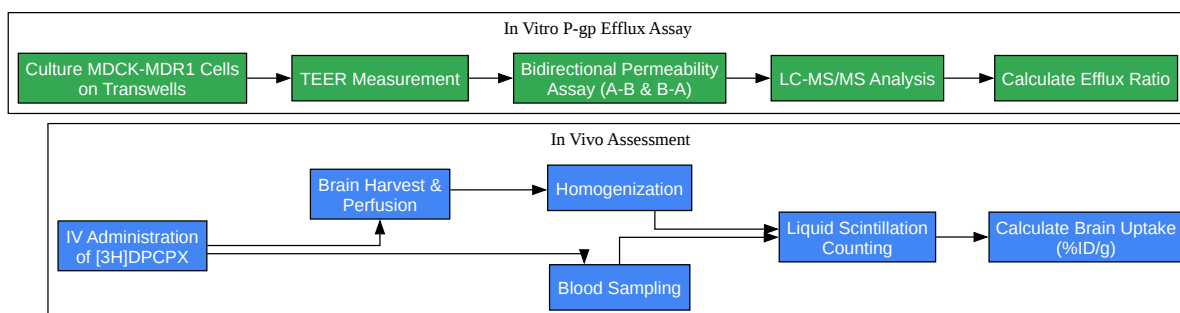 In Vitro P-gp Efflux Assay
Culture MDCK-MDR1 Cells
on Transwells
TEER Measurement
Bidirectional Permeability
Assay (A-B & B-A)
LC-MS/MS Analysis
Calculate Efflux Ratio
In Vivo Assessment
IV Administration
of [3H]DPCPX
Brain Harvest &
Perfusion
Homogenization
Blood Sampling
Liquid Scintillation
Counting
Calculate Brain Uptake
(%ID/g)